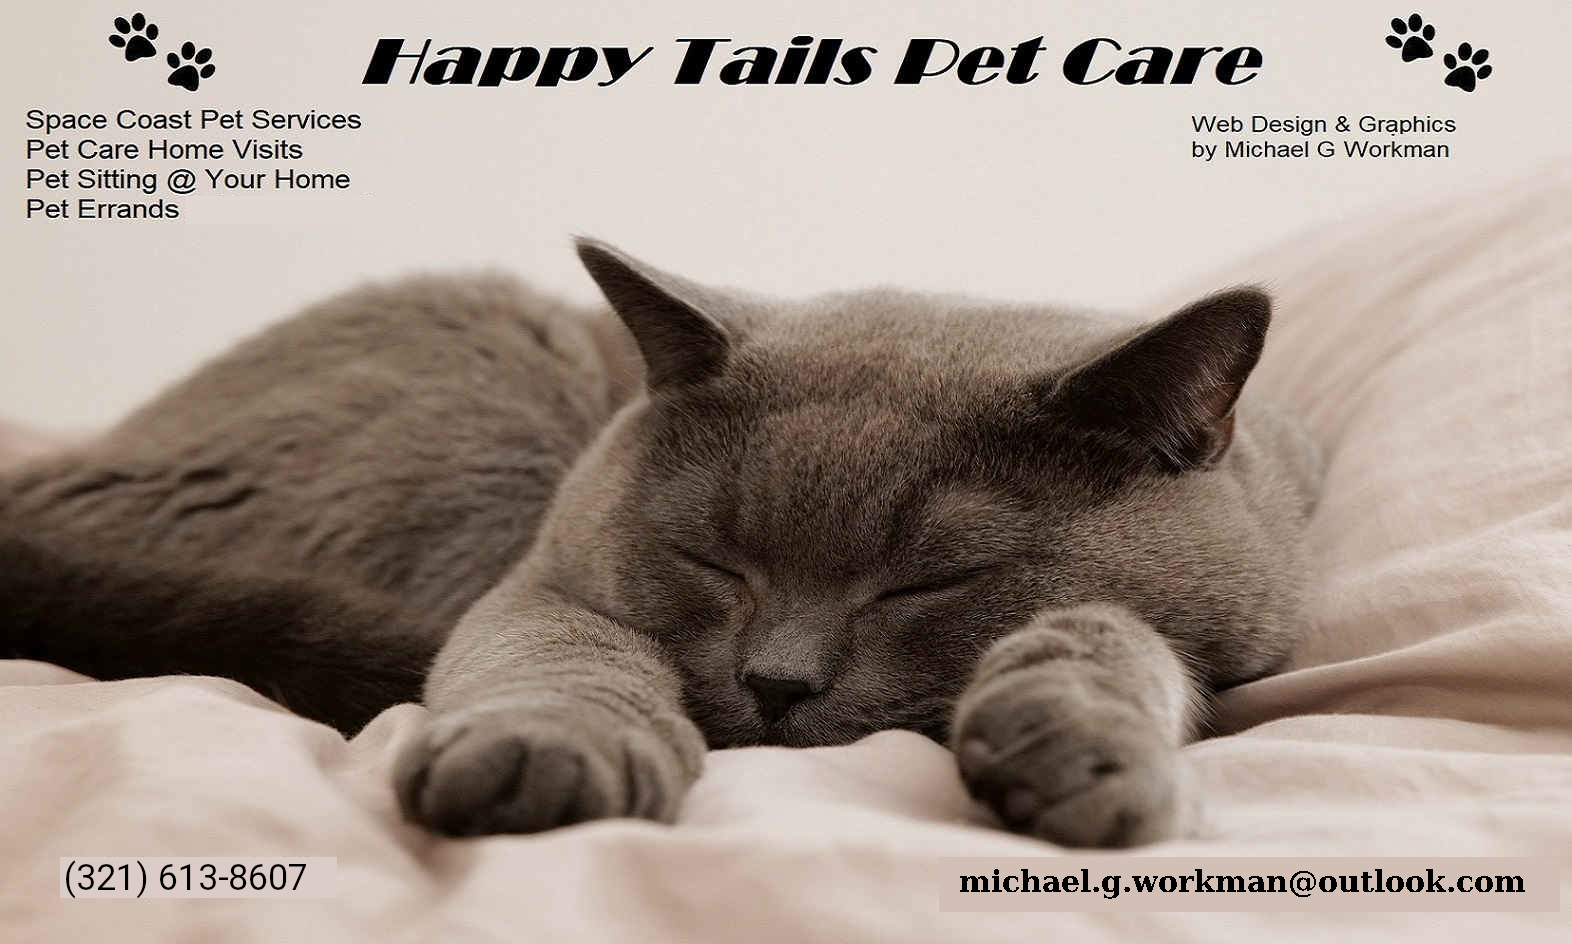 Happy Tails Pet Care
Space Coast Pet Services
Pet Care Home Visits
Pet Sitting @ Your Home
Pet Errands
Web Design & Graphics
by Michael G Workman
(321) 613-8607
michael.g.workman@outlook.com